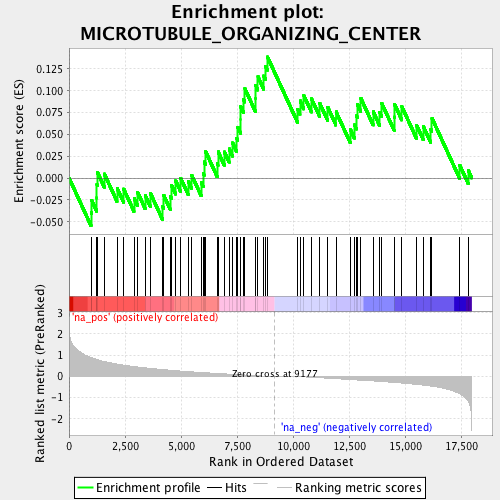 Enrichment plot:
MICROTUBULE_ORGANIZING_CENTER
Enrichment score (ES)
0.125
0.100
0.075
0.050
0.025
0.000
-0.025
-0.050
'na_pos' (positively correlated)
Ranked list metric (PreRanked)
3
2
1
0
-1
-2
Zero cross at 9177
'na_neg' (negatively correlated)
0 2,500 5,000 7,500 10,000 12,500 15,000 17,500
Rank in Ordered Dataset
Enrichment profile Hits Ranking metric scores